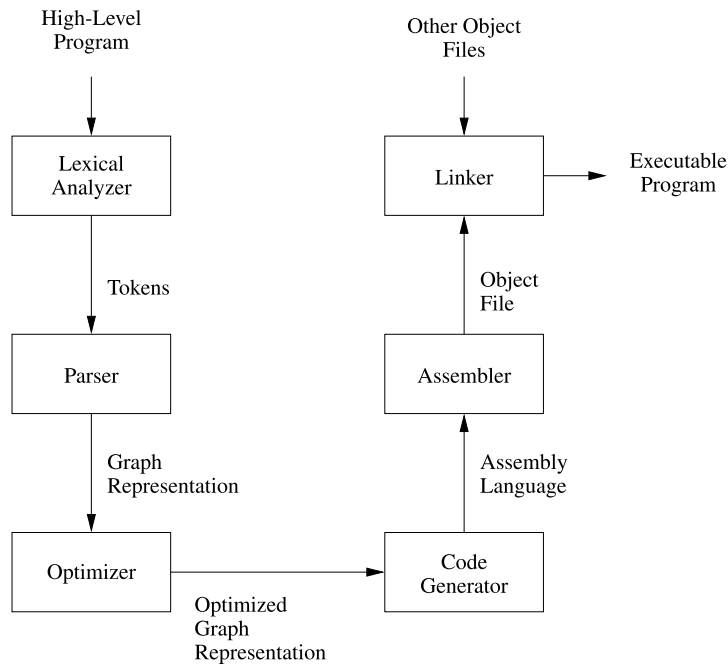 High-Level
Program
Lexical
Analyzer
Tokens
Parser
Graph
Representation
Optimizer
Optimized
Graph
Representation
Code
Generator
Assembly
Language
Assembler
Object
File
Other Object
Files
Linker
Executable
Program